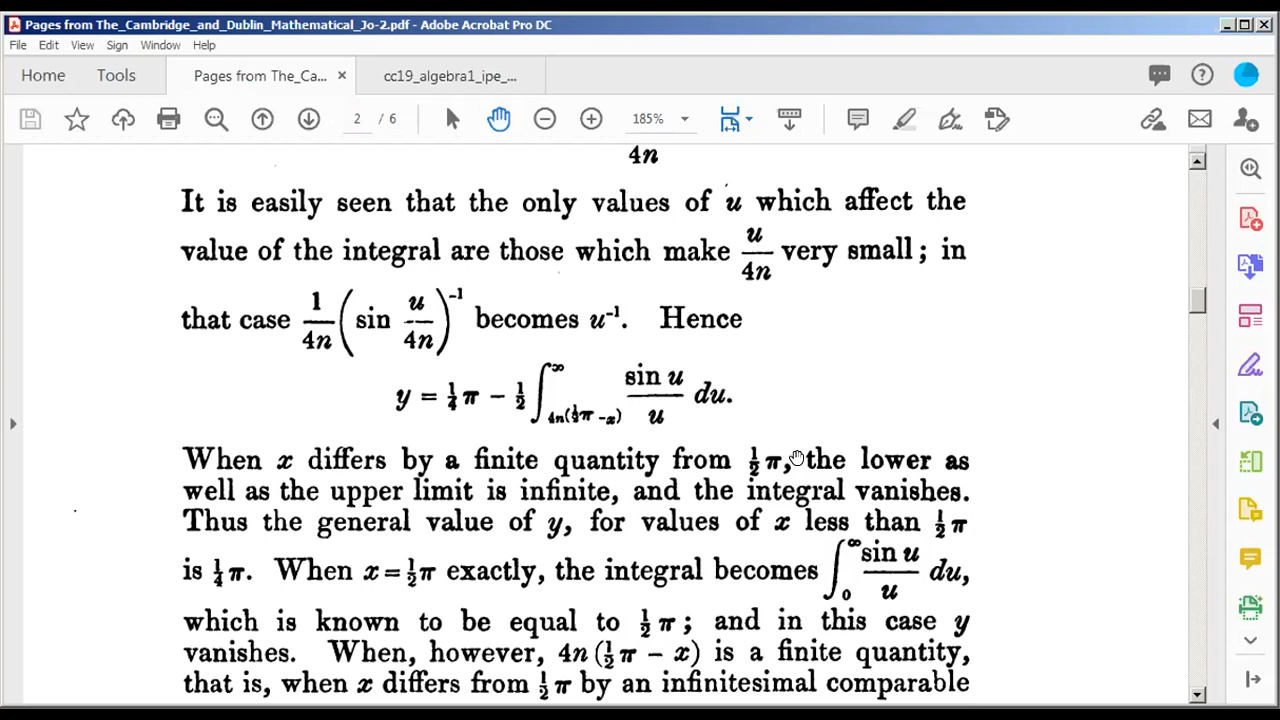 Pages from The_Cambridge_and_Dublin_Mathematical_Jo-2.pdf - Adobe Acrobat Pro DC
File Edit View Sign Window Help
Home Tools Pages from The_Ca... × cc19_algebra1_ipe_...
2 / 6 185%
4n
It is easily seen that the only values of u which affect the
value of the integral are those which make u/4n very small; in
that case 1/4n (sin u/4n)⁻¹ becomes u⁻¹. Hence
y = ¼π − ½ ∫_{4n(½π−x)}^{∞} sin u/u du.
When x differs by a finite quantity from ½π, the lower as
well as the upper limit is infinite, and the integral vanishes.
Thus the general value of y, for values of x less than ½π
is ¼π. When x = ½π exactly, the integral becomes ∫_0^∞ sin u/u du,
which is known to be equal to ½π; and in this case y
vanishes. When, however, 4n(½π − x) is a finite quantity,
that is, when x differs from ½π by an infinitesimal comparable